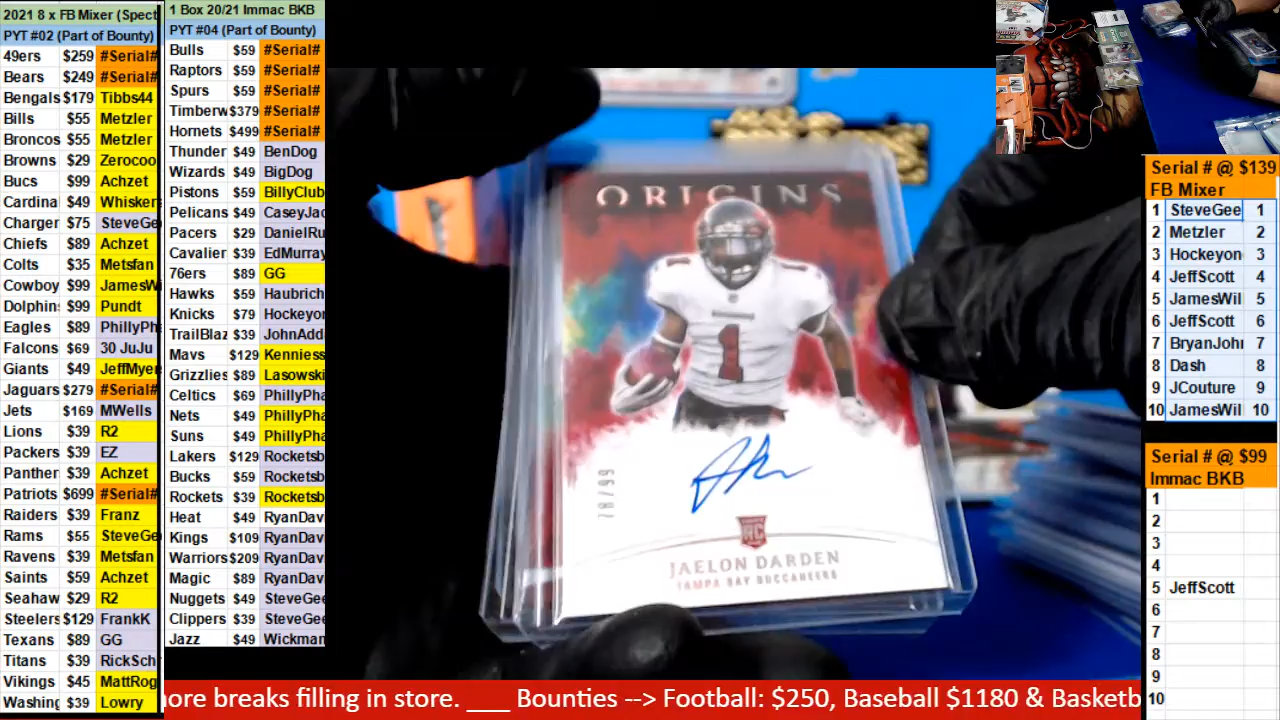 2021 8 x FB Mixer (Spect
PYT #02 (Part of Bounty)
49ers $259 #Serial#
Bears $249 #Serial#
Bengals $179 Tibbs44
Bills $55 Metzler
Broncos $55 Metzler
Browns $29 Zerocoo
Bucs $99 Achzet
Cardina $49 Whisker
Charger $75 SteveGe
Chiefs $89 Achzet
Colts $35 Metsfan
Cowboy $99 JamesWi
Dolphin $99 Pundt
Eagles $89 PhillyPh
Falcons $69 30 JuJu
Giants $49 JeffMye
Jaguars $279 #Serial#
Jets $169 MWells
Lions $39 R2
Packers $39 EZ
Panther $39 Achzet
Patriots $699 #Serial#
Raiders $39 Franz
Rams $55 SteveGe
Ravens $39 Metsfan
Saints $59 Achzet
Seahaw $29 R2
Steelers $129 FrankK
Texans $89 GG
Titans $39 RickSch
Vikings $45 MattRog
Washing $39 Lowry
1 Box 20/21 Immac BKB
PYT #04 (Part of Bounty)
Bulls $59 #Serial#
Raptors $59 #Serial#
Spurs $59 #Serial#
Timberw $379 #Serial#
Hornets $499 #Serial#
Thunder $49 BenDog
Wizards $49 BigDog
Pistons $59 BillyClub
Pelicans $49 CaseyJac
Pacers $29 DanielRu
Cavalier $39 EdMurray
76ers $89 GG
Hawks $59 Haubrich
Knicks $79 Hockeyon
TrailBlaz $39 JohnAdd
Mavs $129 Kenniess
Grizzlies $89 Lasowski
Celtics $69 PhillyPha
Nets $49 PhillyPha
Suns $49 PhillyPha
Lakers $129 Rocketsb
Bucks $59 Rocketsb
Rockets $39 Rocketsb
Heat $49 RyanDav
Kings $109 RyanDav
Warriors $209 RyanDav
Magic $89 RyanDav
Nuggets $49 SteveGee
Clippers $39 SteveGee
Jazz $49 Wickman
ORIGINS
1
78/99
RC
JAELON DARDEN
TAMPA BAY BUCCANEERS
Serial # @ $139
FB Mixer
1 SteveGee 1
2 Metzler 2
3 Hockeyon 3
4 JeffScott 4
5 JamesWil 5
6 JeffScott 6
7 BryanJohn 7
8 Dash 8
9 JCouture 9
10 JamesWil 10
Serial # @ $99
Immac BKB
1
2
3
4
5 JeffScott
6
7
8
9
10
ore breaks filling in store. ___ Bounties --> Football: $250, Baseball $1180 & Basketb